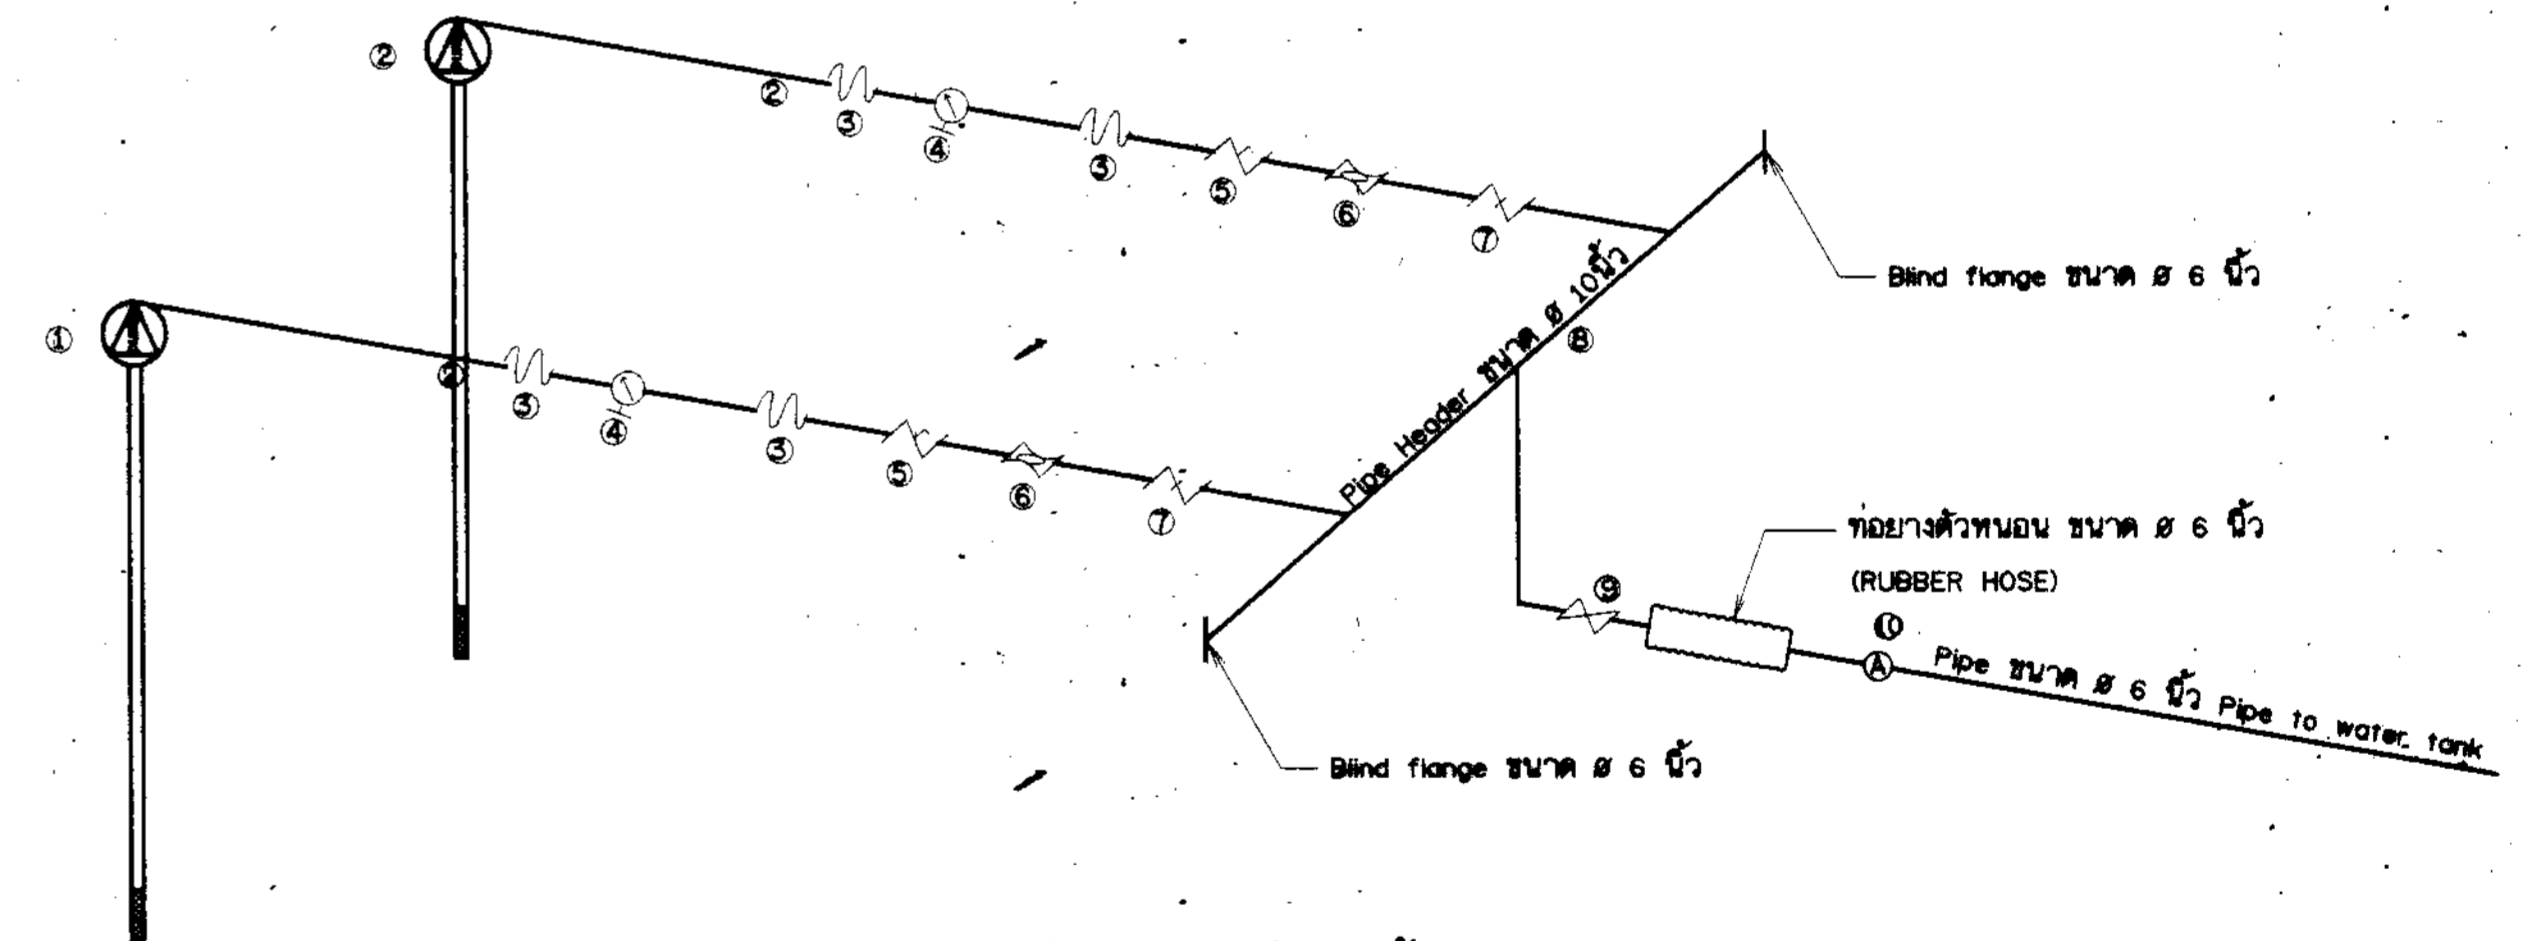 ②
②
③
④
③
⑤
⑥
⑦
Blind flange ขนาด ø 6 นิ้ว
①
②
③
④
③
⑤
⑥
⑦
Pipe Header ขนาด ø 10นิ้ว
⑧
ท่อยางตัวหนอน ขนาด ø 6 นิ้ว
(RUBBER HOSE)
⑨
⑩
A
Pipe ขนาด ø 6 นิ้ว Pipe to water tank
Blind flange ขนาด ø 6 นิ้ว